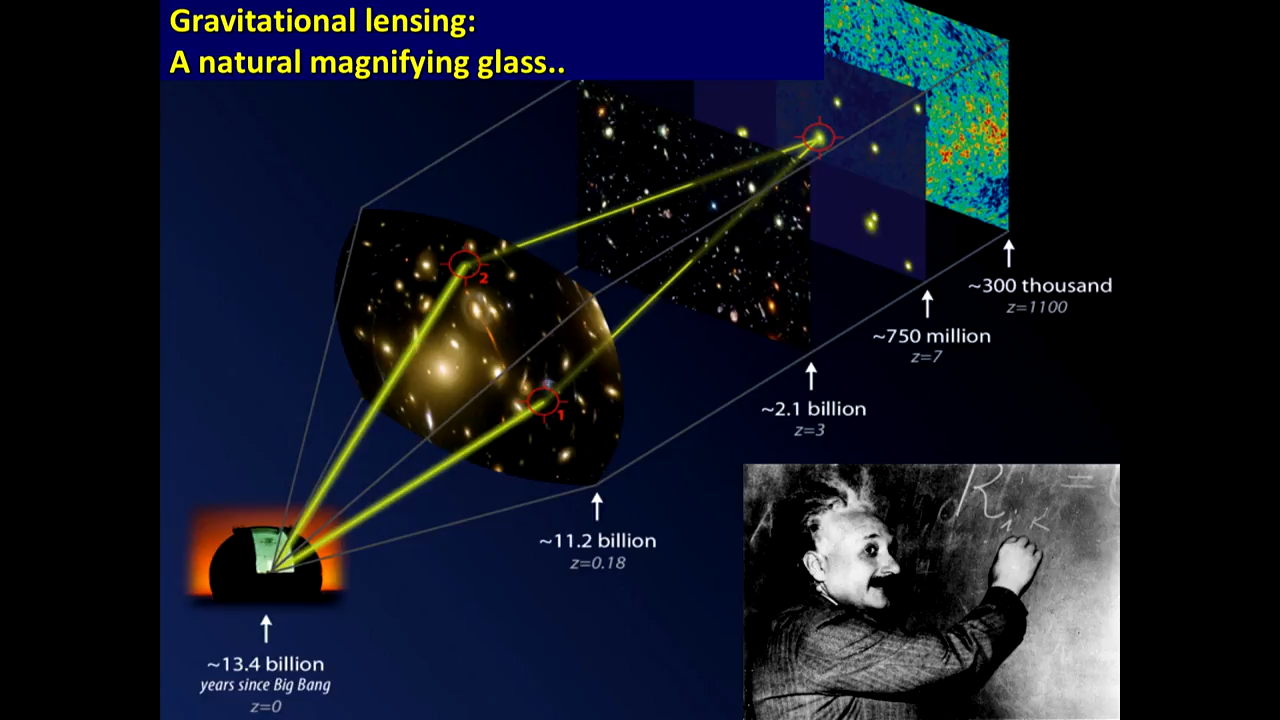 Gravitational lensing:
A natural magnifying glass..
2
1
~300 thousand
z=1100
~750 million
z=7
~2.1 billion
z=3
~11.2 billion
z=0.18
~13.4 billion
years since Big Bang
z=0
R i k =